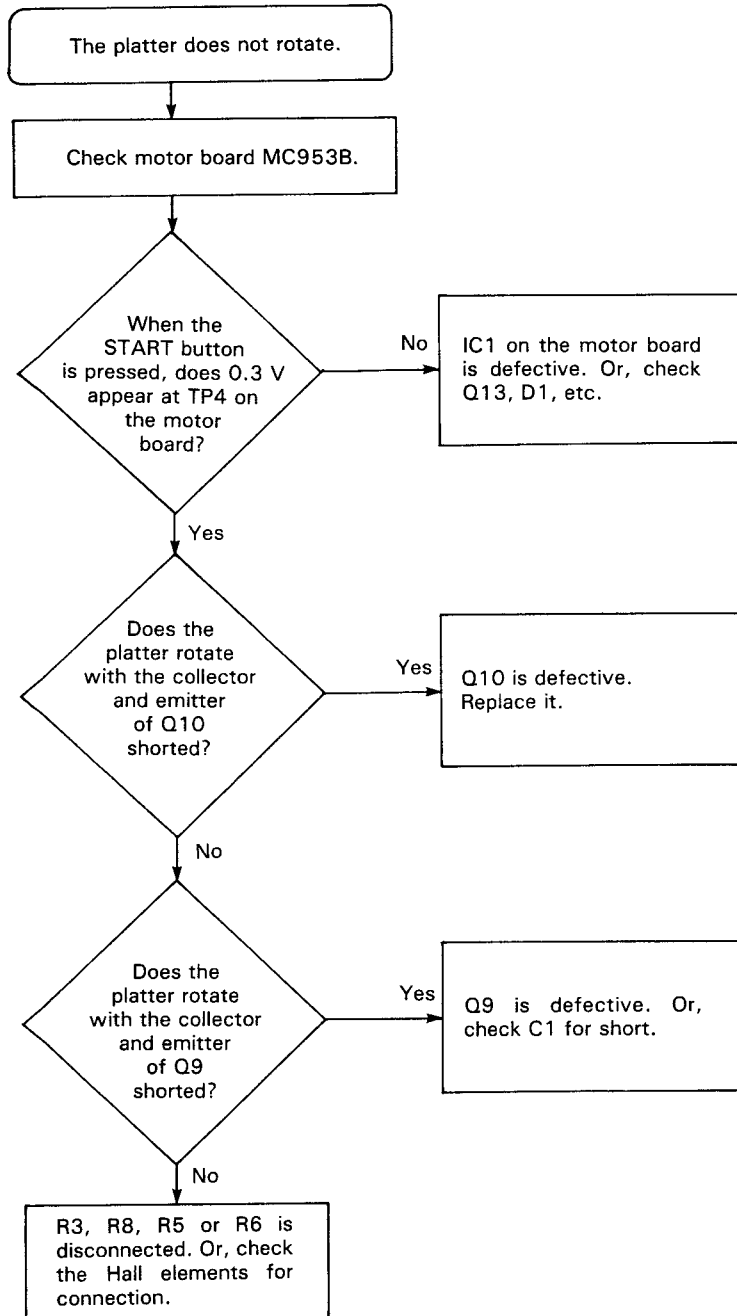 The platter does not rotate.
Check motor board MC953B.
When the
START button
is pressed, does 0.3 V
appear at TP4 on
the motor
board?
No
IC1 on the motor board
is defective. Or, check
Q13, D1, etc.
Yes
Does the
platter rotate
with the collector
and emitter
of Q10
shorted?
Yes
Q10 is defective.
Replace it.
No
Does the
platter rotate
with the collector
and emitter
of Q9
shorted?
Yes
Q9 is defective. Or,
check C1 for short.
No
R3, R8, R5 or R6 is
disconnected. Or, check
the Hall elements for
connection.